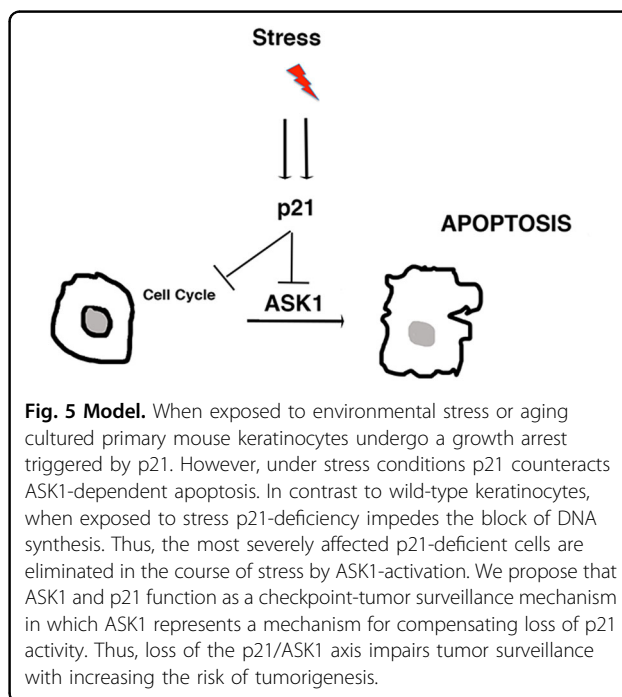 Stress
p21
APOPTOSIS
Cell Cycle
ASK1
Fig. 5 Model. When exposed to environmental stress or aging
cultured primary mouse keratinocytes undergo a growth arrest
triggered by p21. However, under stress conditions p21 counteracts
ASK1-dependent apoptosis. In contrast to wild-type keratinocytes,
when exposed to stress p21-deficiency impedes the block of DNA
synthesis. Thus, the most severely affected p21-deficient cells are
eliminated in the course of stress by ASK1-activation. We propose that
ASK1 and p21 function as a checkpoint-tumor surveillance mechanism
in which ASK1 represents a mechanism for compensating loss of p21
activity. Thus, loss of the p21/ASK1 axis impairs tumor surveillance
with increasing the risk of tumorigenesis.